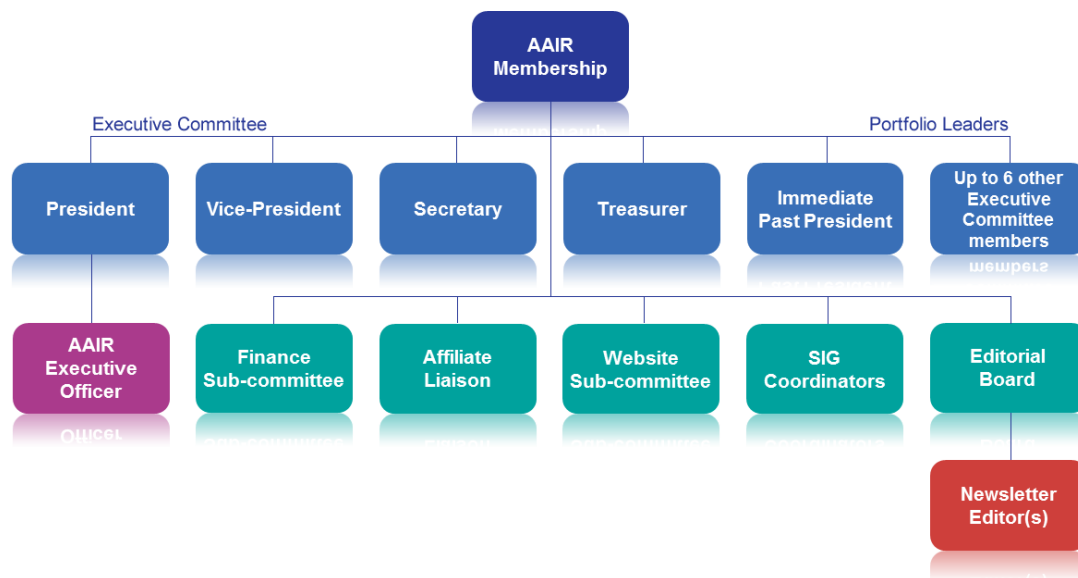 AAIR
Membership
Executive Committee
Portfolio Leaders
President
Vice-President
Secretary
Treasurer
Immediate
Past President
Up to 6 other
Executive
Committee
members
AAIR
Executive
Officer
Finance
Sub-committee
Affiliate
Liaison
Website
Sub-committee
SIG
Coordinators
Editorial
Board
Newsletter
Editor(s)